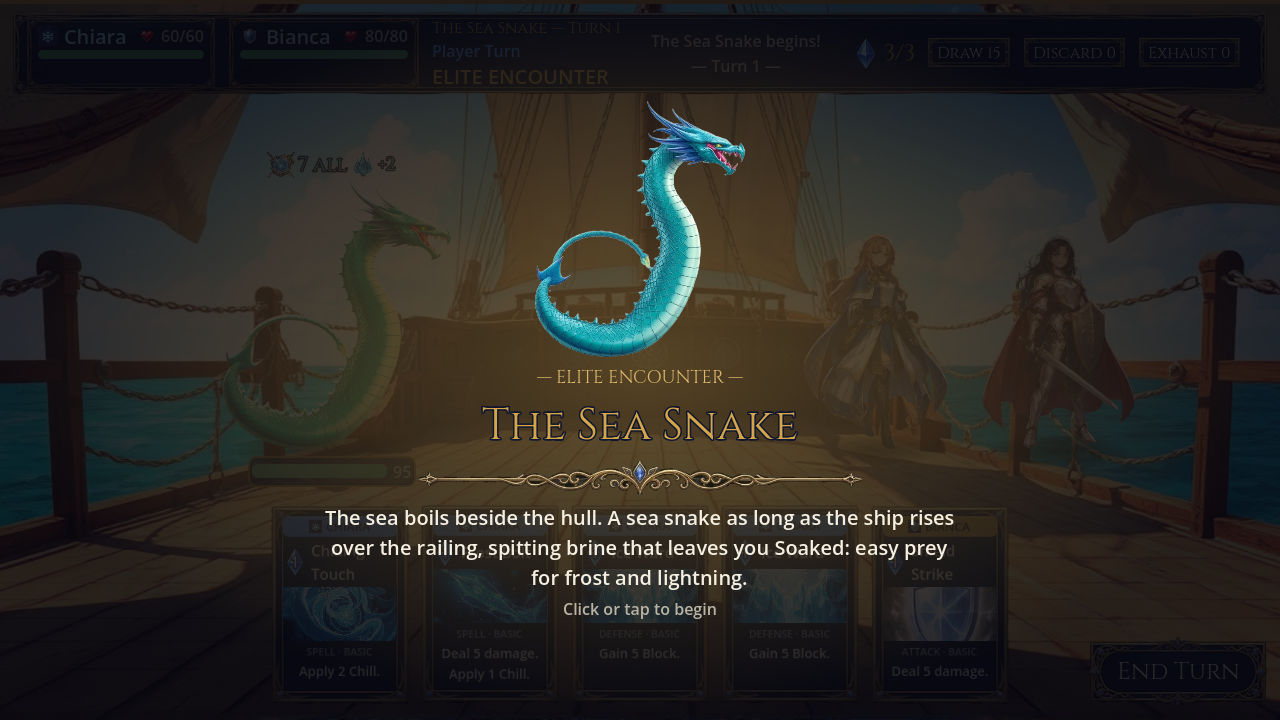 Chiara 60/60
Bianca 80/80
The Sea Snake — Turn 1
Player Turn
ELITE ENCOUNTER
The Sea Snake begins!
— Turn 1 —
3/3
Draw 15
Discard 0
Exhaust 0
7 ALL +2
— ELITE ENCOUNTER —
The Sea Snake
95
The sea boils beside the hull. A sea snake as long as the ship rises
over the railing, spitting brine that leaves you Soaked: easy prey
for frost and lightning.
Click or tap to begin
Touch
SPELL · BASIC
Apply 2 Chill.
SPELL · BASIC
Deal 5 damage.
Apply 1 Chill.
DEFENSE · BASIC
Gain 5 Block.
DEFENSE · BASIC
Gain 5 Block.
Strike
ATTACK · BASIC
Deal 5 damage.
End Turn